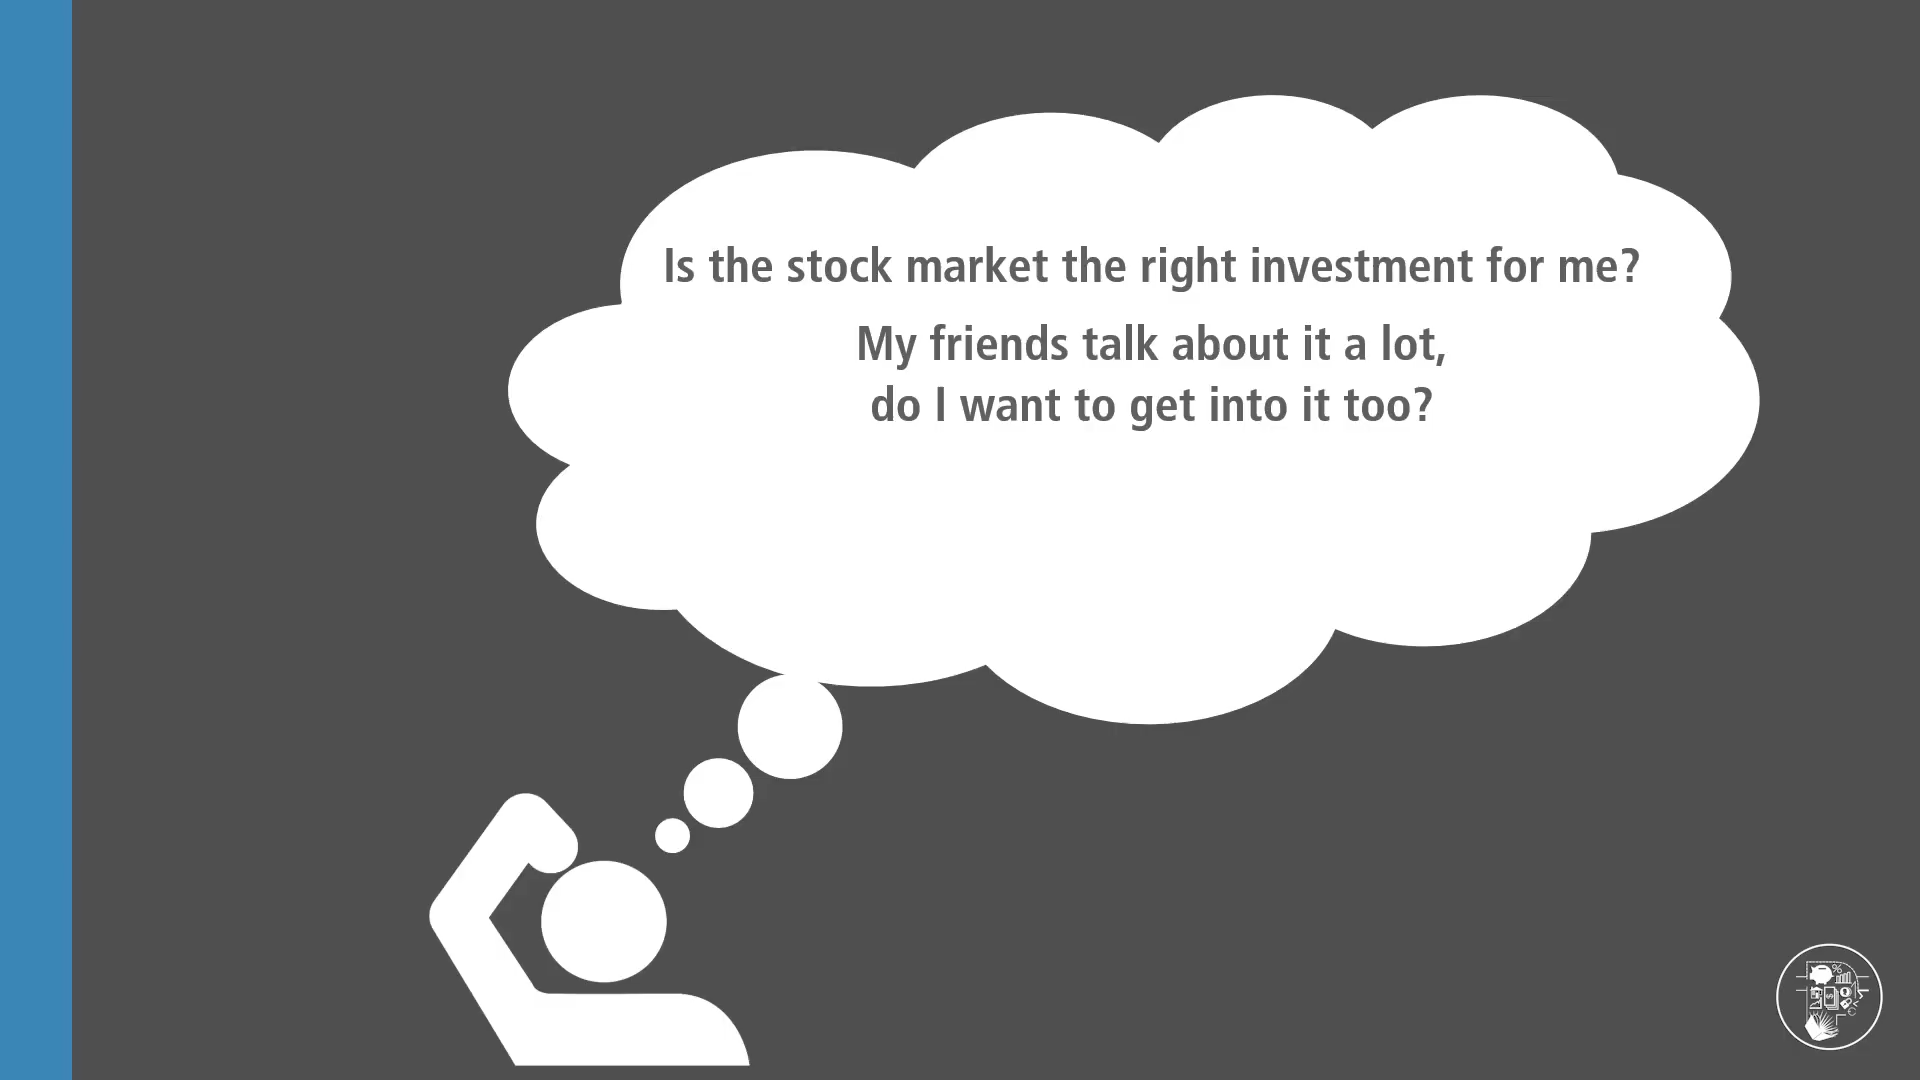 Is the stock market the right investment for me?
My friends talk about it a lot,
do I want to get into it too?